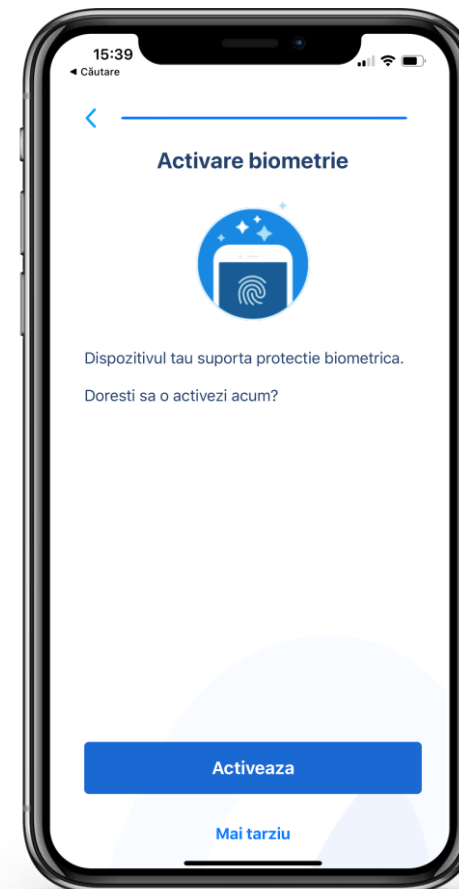 15:39
◂ Căutare
Activare biometrie
Dispozitivul tau suporta protectie biometrica.
Doresti sa o activezi acum?
Activeaza
Mai tarziu